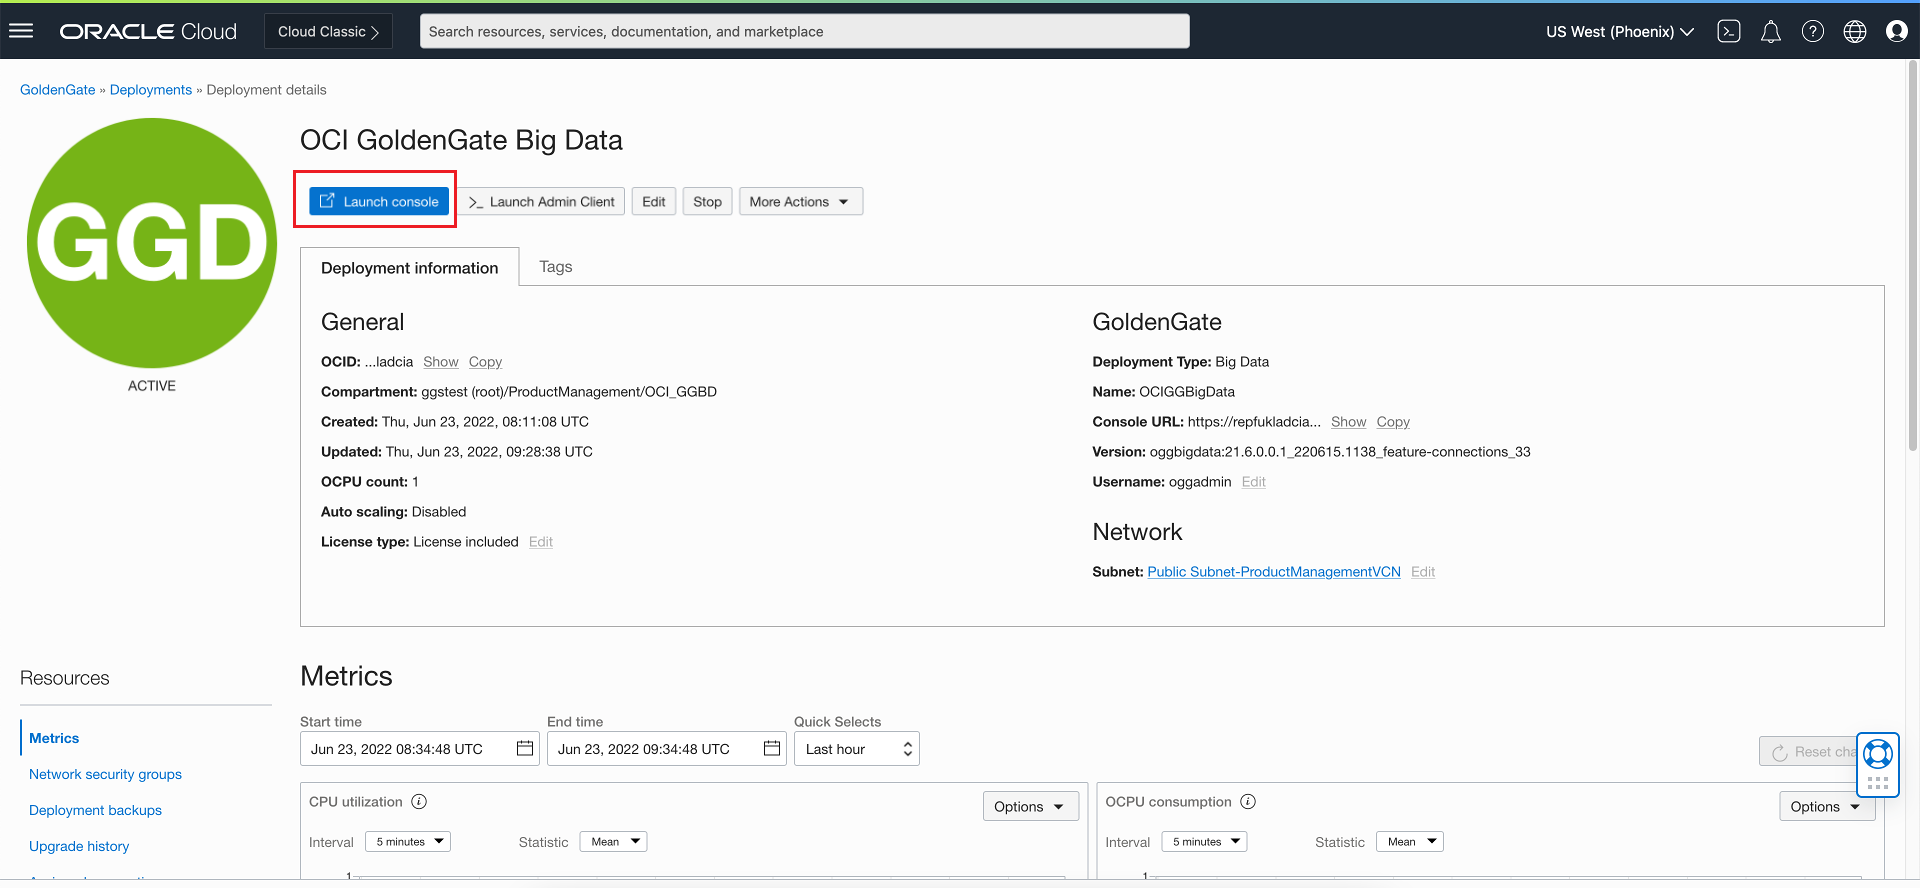 ORACLE Cloud
Cloud Classic
Search resources, services, documentation, and marketplace
US West (Phoenix)
GoldenGate » Deployments » Deployment details
GGD
ACTIVE
OCI GoldenGate Big Data
Launch console
Launch Admin Client
Edit
Stop
More Actions
Deployment information
Tags
General
OCID: ...ladcia Show Copy
Compartment: ggstest (root)/ProductManagement/OCI_GGBD
Created: Thu, Jun 23, 2022, 08:11:08 UTC
Updated: Thu, Jun 23, 2022, 09:28:38 UTC
OCPU count: 1
Auto scaling: Disabled
License type: License included Edit
GoldenGate
Deployment Type: Big Data
Name: OCIGGBigData
Console URL: https://repfukladcia... Show Copy
Version: oggbigdata:21.6.0.0.1_220615.1138_feature-connections_33
Username: oggadmin Edit
Network
Subnet: Public Subnet-ProductManagementVCN Edit
Resources
Metrics
Network security groups
Deployment backups
Upgrade history
Metrics
Start time
Jun 23, 2022 08:34:48 UTC
End time
Jun 23, 2022 09:34:48 UTC
Quick Selects
Last hour
Reset cha
CPU utilization
Options
Interval 5 minutes
Statistic Mean
1
OCPU consumption
Options
Interval 5 minutes
Statistic Mean
1